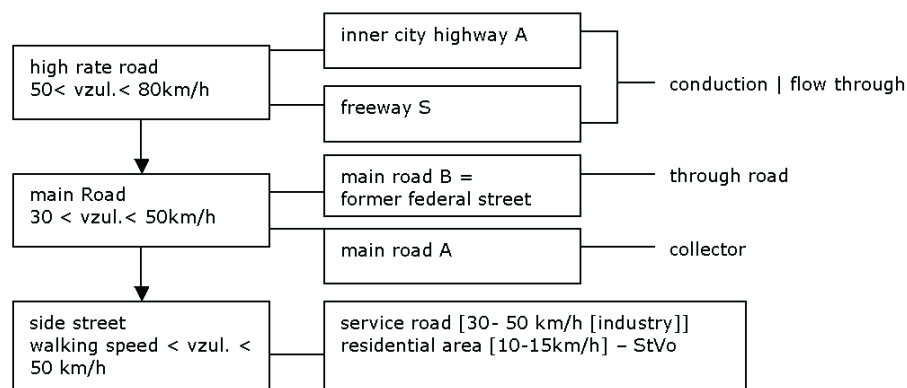 inner city highway A
high rate road
50< vzul.< 80km/h
conduction | flow through
freeway S
main road B =
former federal street
through road
main Road
30 < vzul.< 50km/h
main road A
collector
side street
walking speed < vzul. <
50 km/h
service road [30- 50 km/h [industry]]
residential area [10-15km/h] – StVo